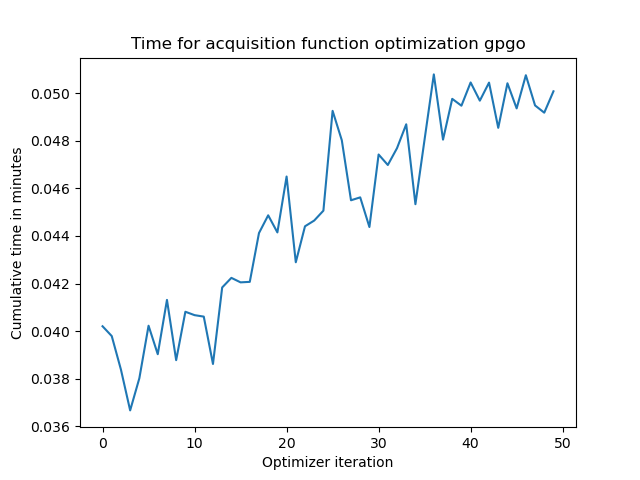 Time for acquisition function optimization gpgo
Cumulative time in minutes
0.050
0.048
0.046
0.044
0.042
0.040
0.038
0.036
0 10 20 30 40 50
Optimizer iteration